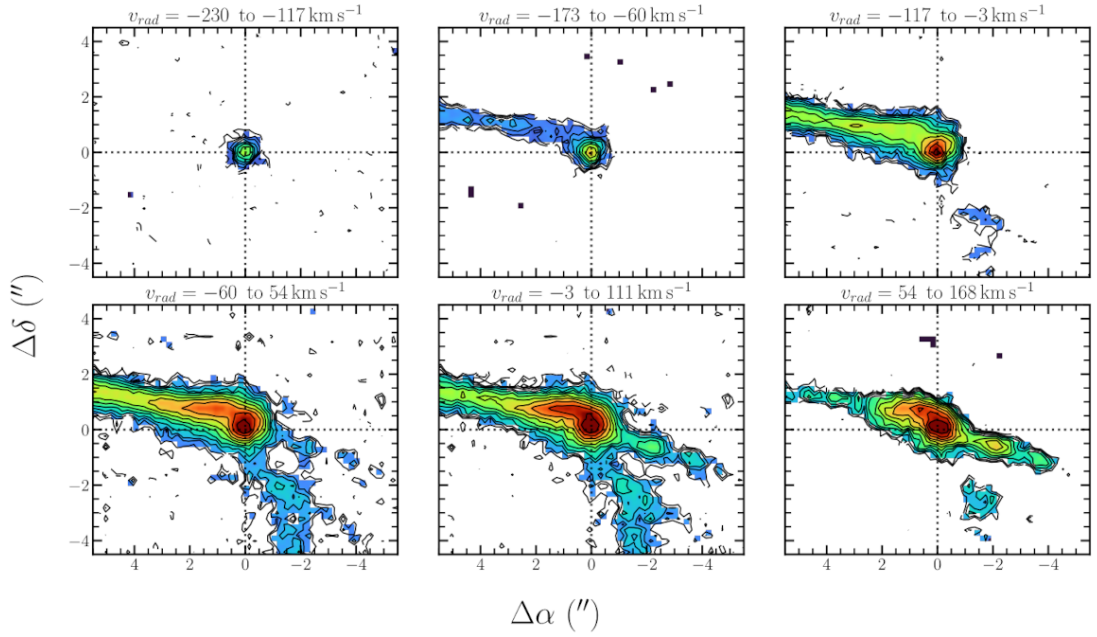 v_rad = −230 to −117 km s⁻¹
v_rad = −173 to −60 km s⁻¹
v_rad = −117 to −3 km s⁻¹
4
2
0
−2
−4
v_rad = −60 to 54 km s⁻¹
v_rad = −3 to 111 km s⁻¹
v_rad = 54 to 168 km s⁻¹
4
2
0
−2
−4
Δδ (″)
4 2 0 −2 −4
4 2 0 −2 −4
4 2 0 −2 −4
Δα (″)